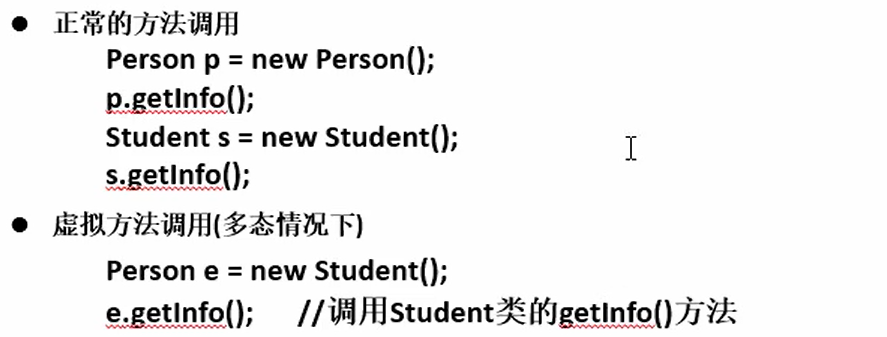 ● 正常的方法调用
Person p = new Person();
p.getInfo();
Student s = new Student();
s.getInfo();
● 虚拟方法调用(多态情况下)
Person e = new Student();
e.getInfo(); //调用Student类的getInfo()方法